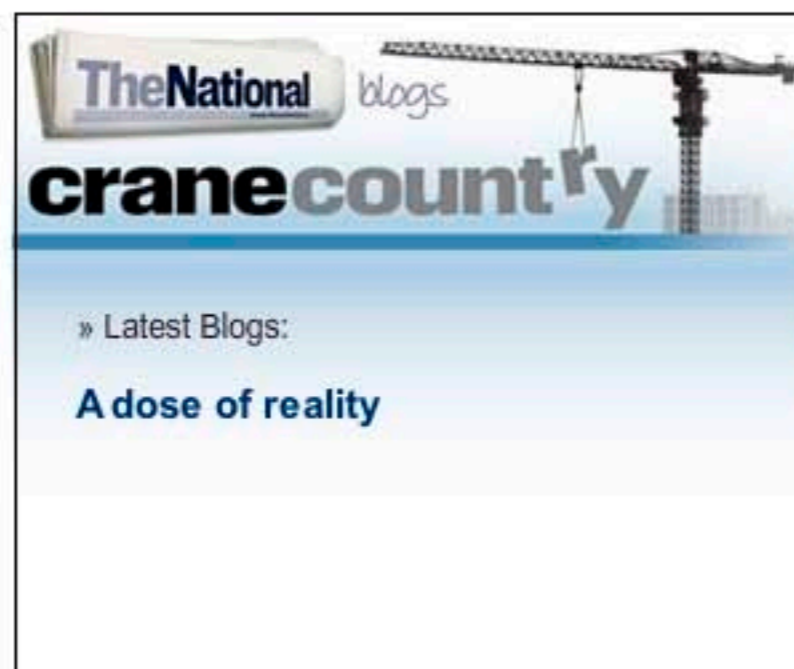 TheNational blogs
cranecountry
» Latest Blogs:
A dose of reality